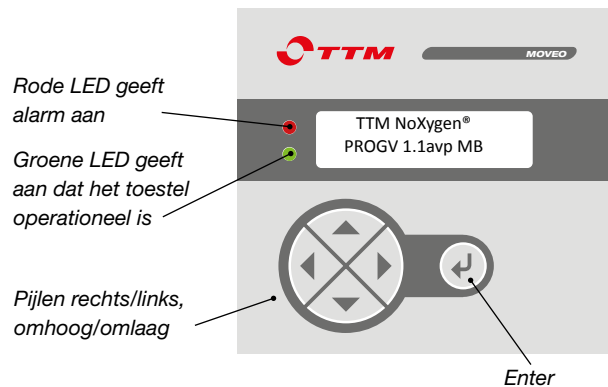 TTM
MOVEO
Rode LED geeft
alarm aan
TTM NoXygen®
PROGV 1.1avp MB
Groene LED geeft
aan dat het toestel
operationeel is
Pijlen rechts/links,
omhoog/omlaag
Enter